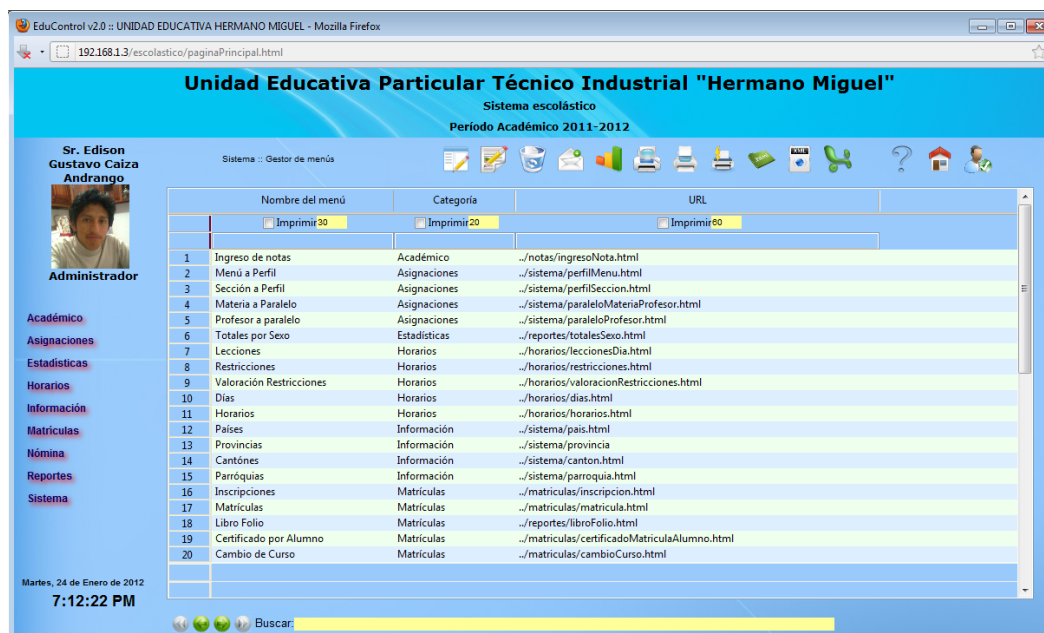 EduControl v2.0 :: UNIDAD EDUCATIVA HERMANO MIGUEL - Mozilla Firefox
192.168.1.3/escolastico/paginaPrincipal.html
Unidad Educativa Particular Técnico Industrial "Hermano Miguel"
Sistema escolástico
Período Académico 2011-2012
Sr. Edison
Gustavo Caiza
Andrango
Administrador
Académico
Asignaciones
Estadísticas
Horarios
Información
Matriculas
Nómina
Reportes
Sistema
Martes, 24 de Enero de 2012
7:12:22 PM
Sistema :: Gestor de menús
Nombre del menú Categoría URL
Imprimir 30 Imprimir 20 Imprimir 60
1 Ingreso de notas Académico ../notas/ingresoNota.html
2 Menú a Perfil Asignaciones ../sistema/perfilMenu.html
3 Sección a Perfil Asignaciones ../sistema/perfilSeccion.html
4 Materia a Paralelo Asignaciones ../sistema/paraleloMateriaProfesor.html
5 Profesor a paralelo Asignaciones ../sistema/paraleloProfesor.html
6 Totales por Sexo Estadísticas ../reportes/totalesSexo.html
7 Lecciones Horarios ../horarios/leccionesDia.html
8 Restricciones Horarios ../horarios/restricciones.html
9 Valoración Restricciones Horarios ../horarios/valoracionRestricciones.html
10 Días Horarios ../horarios/dias.html
11 Horarios Horarios ../horarios/horarios.html
12 Países Información ../sistema/pais.html
13 Provincias Información ../sistema/provincia
14 Cantónes Información ../sistema/canton.html
15 Parróquias Información ../sistema/parroquia.html
16 Inscripciones Matrículas ../matriculas/inscripcion.html
17 Matrículas Matrículas ../matriculas/matricula.html
18 Libro Folio Matrículas ../reportes/libroFolio.html
19 Certificado por Alumno Matrículas ../matriculas/certificadoMatriculaAlumno.html
20 Cambio de Curso Matrículas ../matriculas/cambioCurso.html
Buscar: